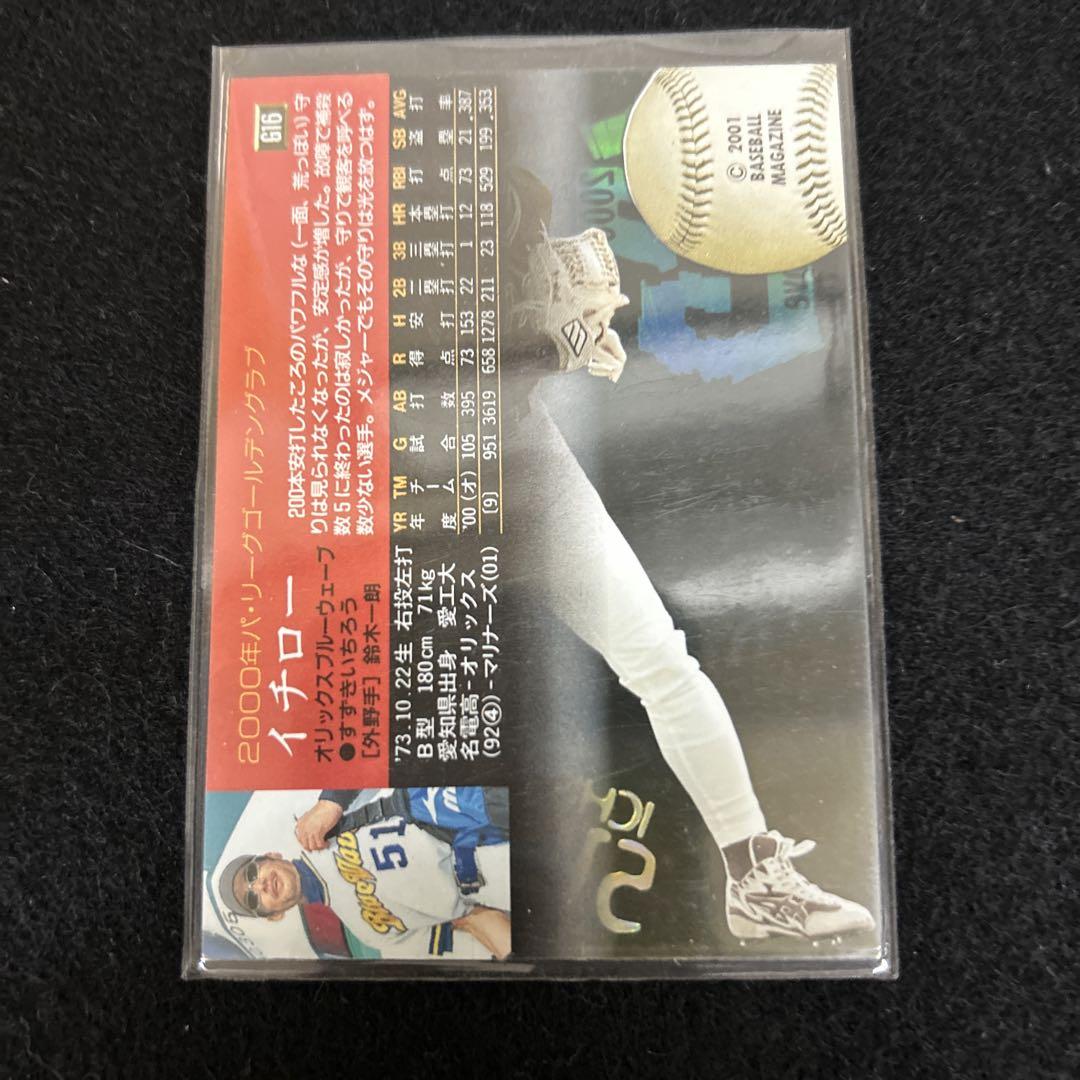 G16
2000年パ・リーグゴールデングラブ
イチロー
オリックスブルーウェーブ
●すずきいちろう
[外野手] 鈴木一朗
200本安打したころのパワフルな(一面、荒っぽい)守
りは見られなくなったが、安定感が増した。故障で補殺
数5に終わったのは寂しかったが、守りで観客を呼べる
数少ない選手。メジャーでもその守りは光を放つはず。
'73.10.22生 右投左打
B型 180cm 71kg
愛知県出身 愛工大
名電高-オリックス
(92④)-マリナーズ(01)
YR TM G AB R H 2B 3B HR RBI SB AVG
年度 チーム 試合 打数 得点 安打 二塁打 三塁打 本塁打 打点 盗塁 打率
'00 (オ) 105 395 73 153 22 1 12 73 21 .387
[9] 951 3619 658 1278 211 23 118 529 199 .353
51
© 2001
BASEBALL
MAGAZINE
2000